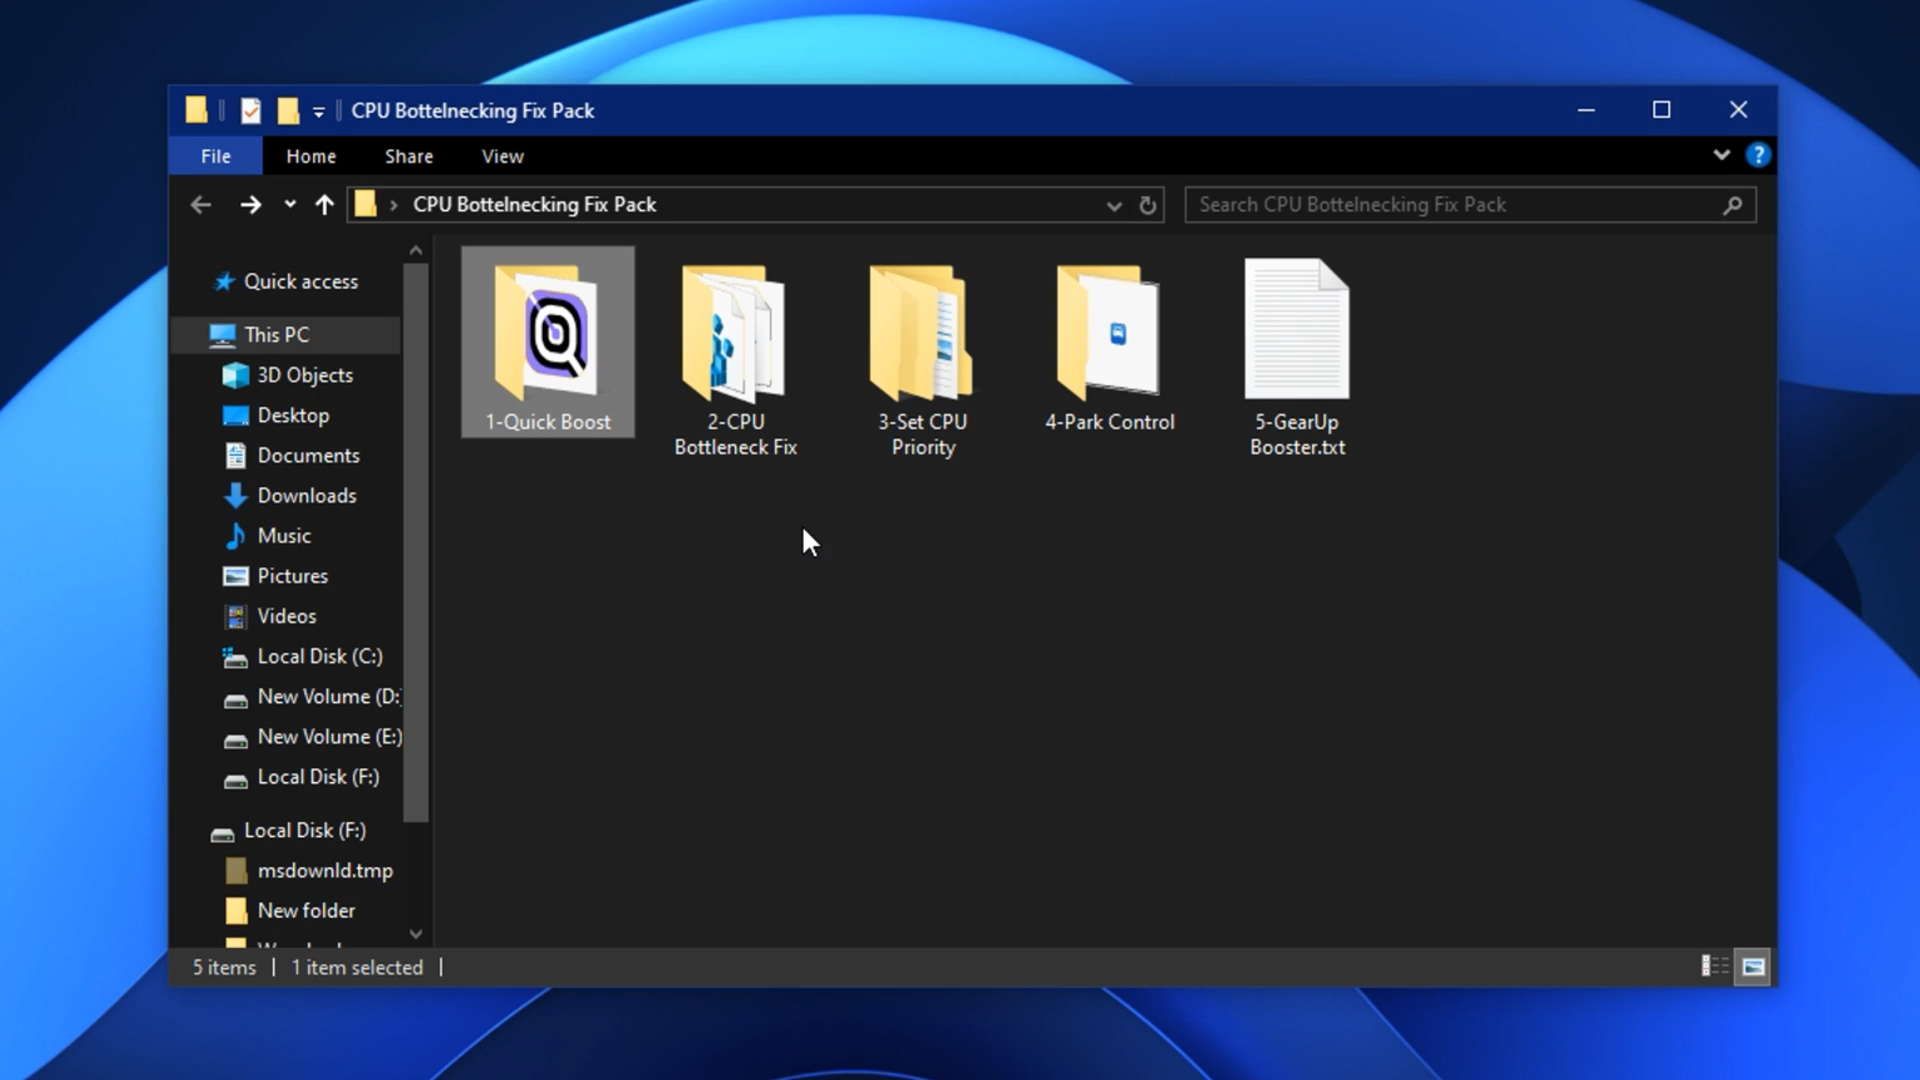 CPU Bottelnecking Fix Pack
File Home Share View
CPU Bottelnecking Fix Pack
Search CPU Bottelnecking Fix Pack
Quick access
This PC
3D Objects
Desktop
Documents
Downloads
Music
Pictures
Videos
Local Disk (C:)
New Volume (D:)
New Volume (E:)
Local Disk (F:)
Local Disk (F:)
msdownld.tmp
New folder
1-Quick Boost
2-CPU
Bottleneck Fix
3-Set CPU
Priority
4-Park Control
5-GearUp
Booster.txt
5 items
1 item selected